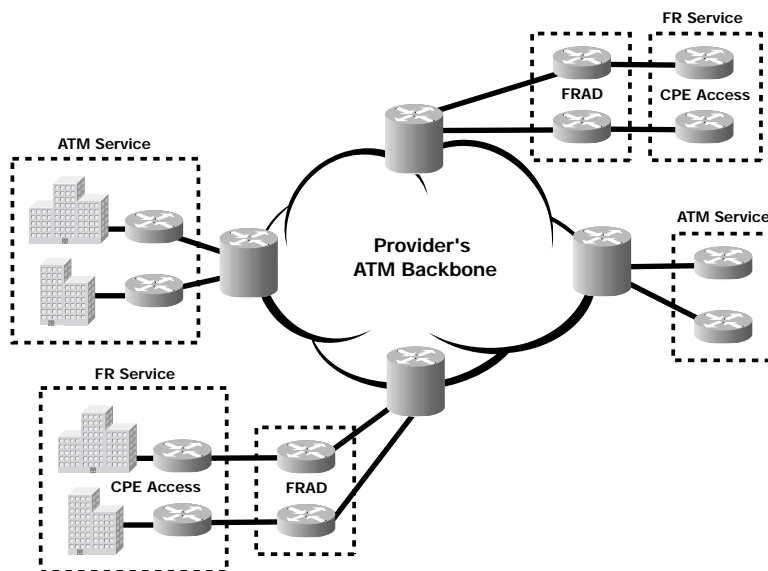 FR Service
FRAD
CPE Access
ATM Service
Provider's
ATM Backbone
ATM Service
FR Service
CPE Access
FRAD